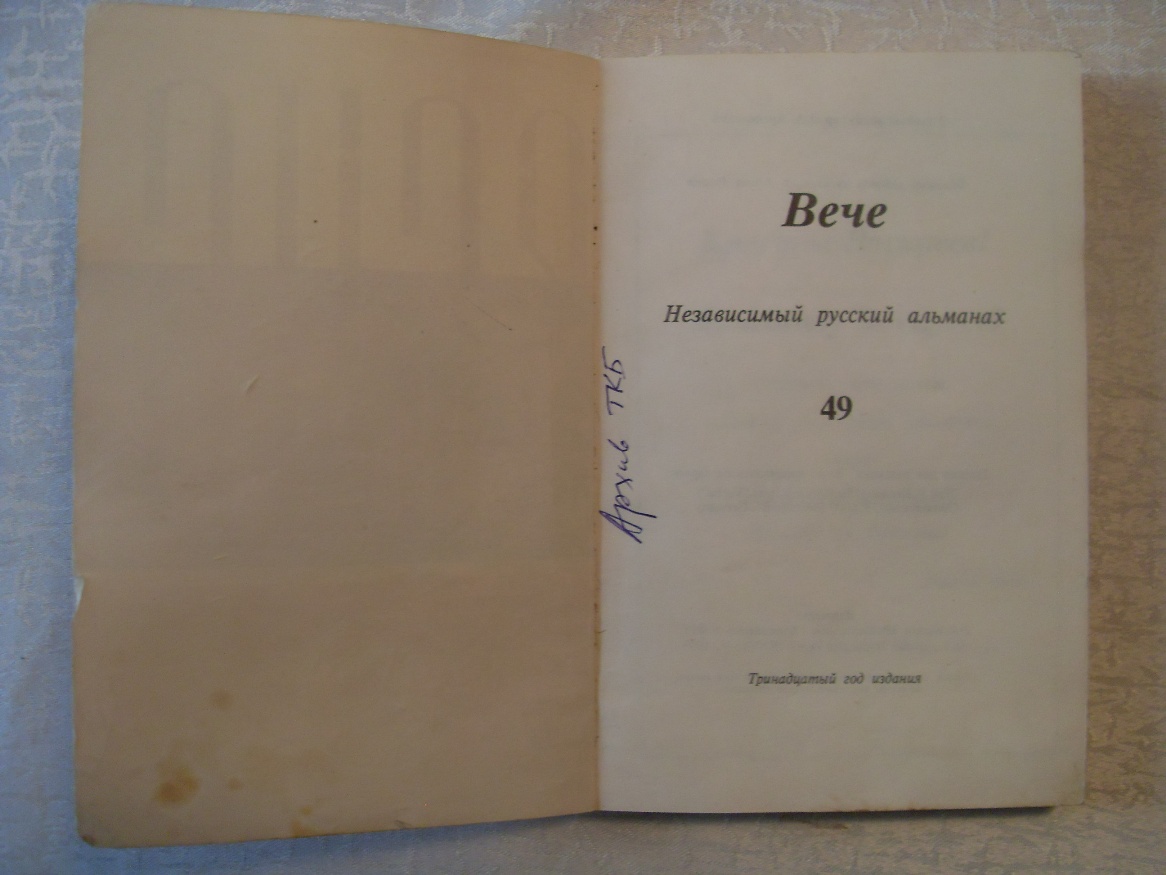 Вече
Независимый русский альманах
49
Архив ТКБ
Тринадцатый год издания